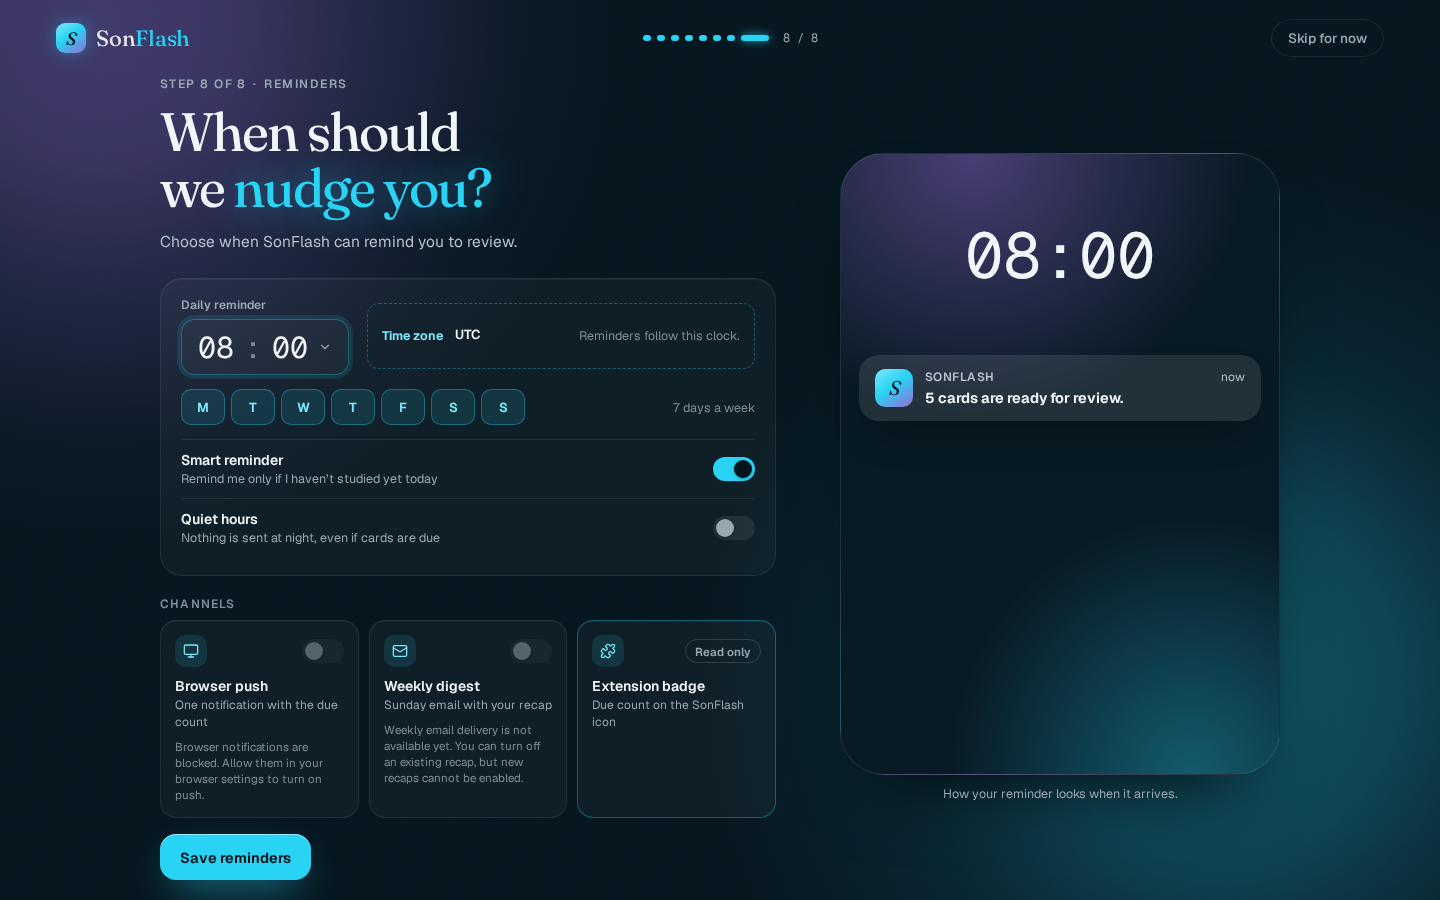 S SonFlash
8 / 8
Skip for now
STEP 8 OF 8 · REMINDERS
When should
we nudge you?
Choose when SonFlash can remind you to review.
Daily reminder
08 : 00
Time zone UTC
Reminders follow this clock.
M T W T F S S
7 days a week
Smart reminder
Remind me only if I haven't studied yet today
Quiet hours
Nothing is sent at night, even if cards are due
CHANNELS
Browser push
One notification with the due
count
Browser notifications are
blocked. Allow them in your
browser settings to turn on
push.
Weekly digest
Sunday email with your recap
Weekly email delivery is not
available yet. You can turn off
an existing recap, but new
recaps cannot be enabled.
Read only
Extension badge
Due count on the SonFlash
icon
Save reminders
08:00
S
SONFLASH
now
5 cards are ready for review.
How your reminder looks when it arrives.